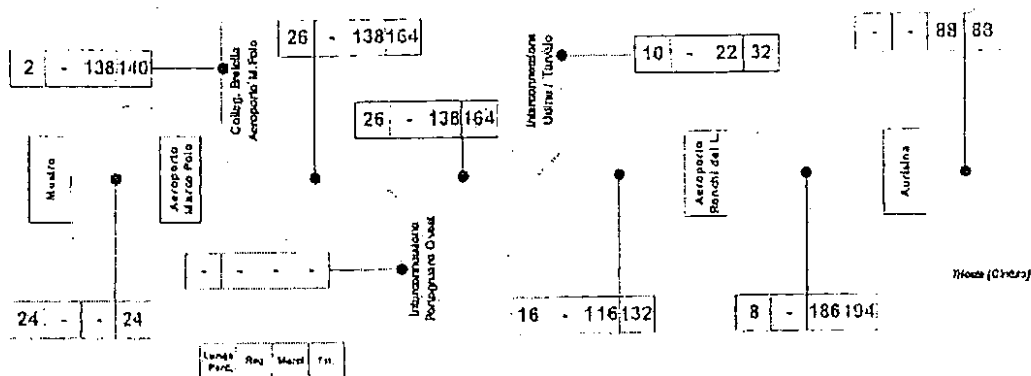 26 - 138 164
- - 88 88
2 - 138 140
Colleg. Bretella
Aeroporto M.Polo
Interconnessione
Udine / Tarvisio
10 - 22 32
26 - 138 164
Mestre
Aeroporto
Marco Polo
Aeroporto
Ronchi dei L.
Aurisina
- - - -
Interconnessione
Portogruaro Ovest
Trieste (Centro)
24 - - 24
16 - 116 132
8 - 186 194
Lunga
Perc.
Reg
Merci
Tot.